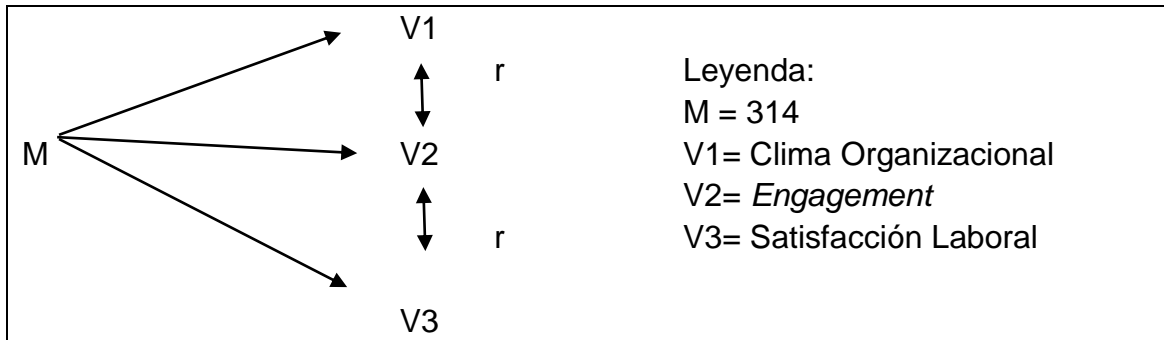 V1
r Leyenda:
M = 314
M V2 V1= Clima Organizacional
V2= Engagement
r V3= Satisfacción Laboral
V3